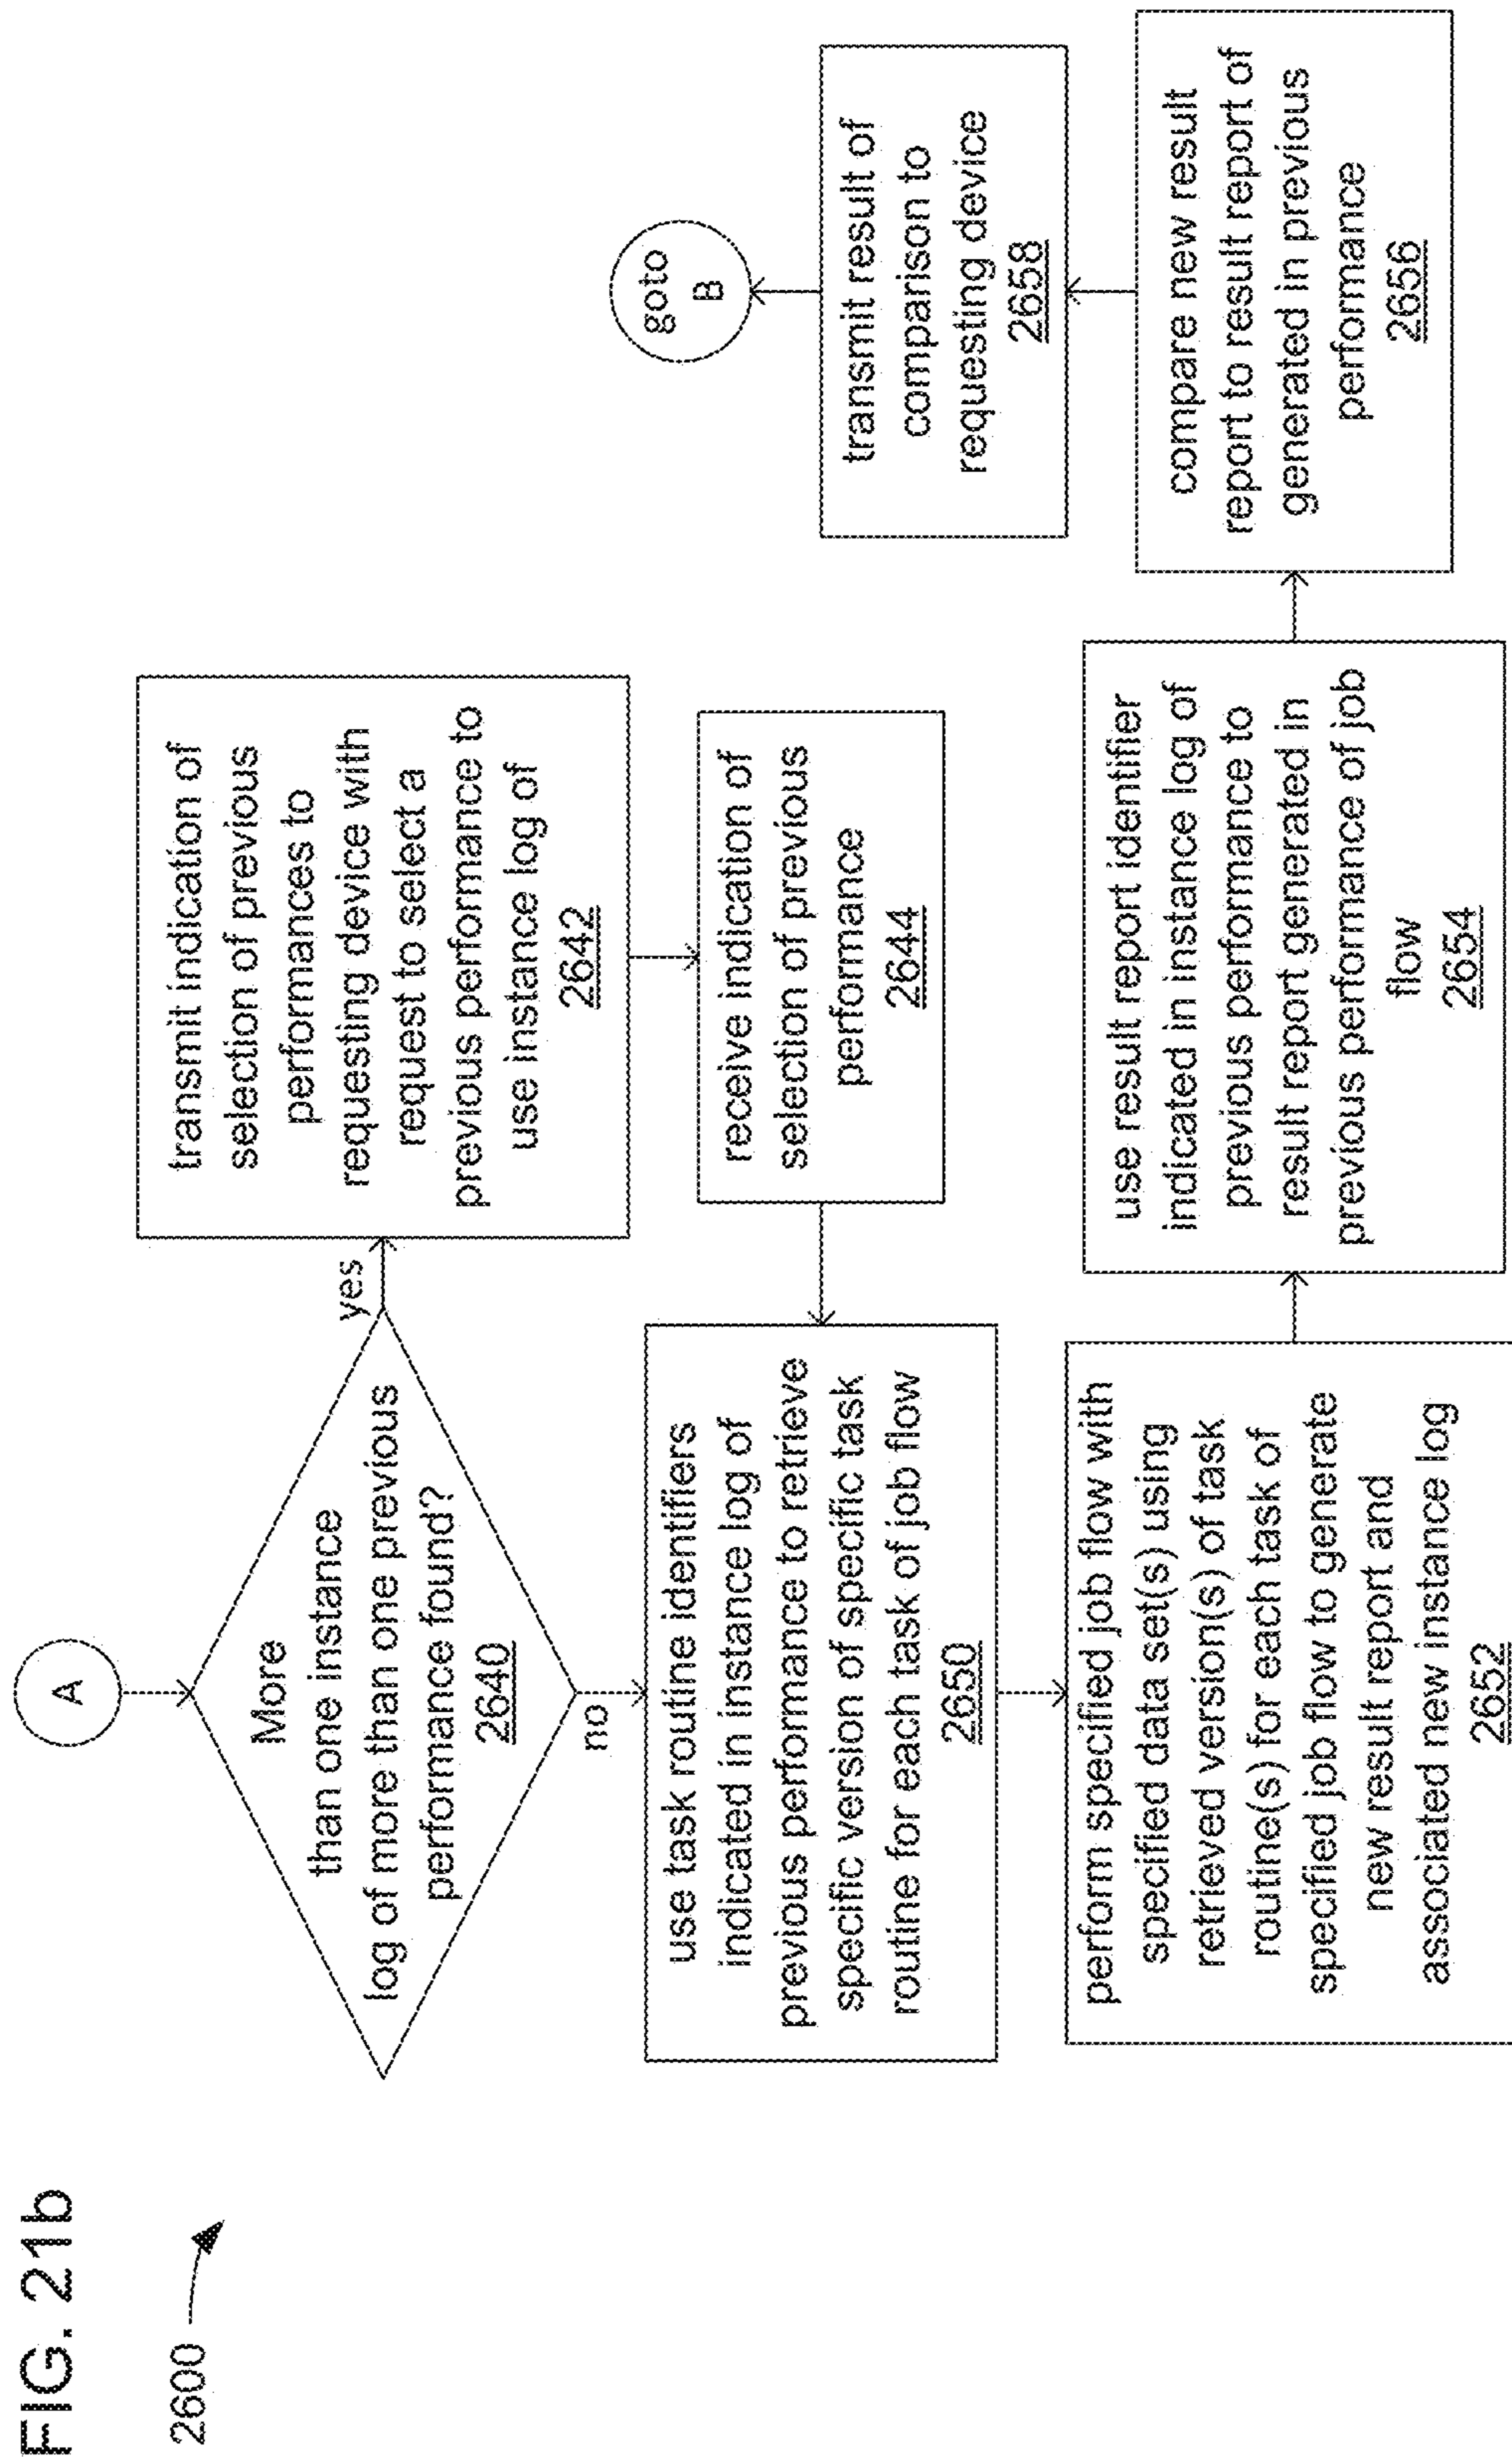 FIG. 21b
2600
A
More
than one instance
log of more than one previous
performance found?
2640
yes
no
transmit indication of
selection of previous
performances to
requesting device with
request to select a
previous performance to
use instance log of
2642
receive indication of
selection of previous
performance
2644
use task routine identifiers
indicated in instance log of
previous performance to retrieve
specific version of specific task
routine for each task of job flow
2650
perform specified job flow with
specified data set(s) using
retrieved version(s) of task
routine(s) for each task of
specified job flow to generate
new result report and
associated new instance log
2652
use result report identifier
indicated in instance log of
previous performance to
result report generated in
previous performance of job
flow
2654
compare new result
report to result report of
generated in previous
performance
2656
transmit result of
comparison to
requesting device
2658
goto
B